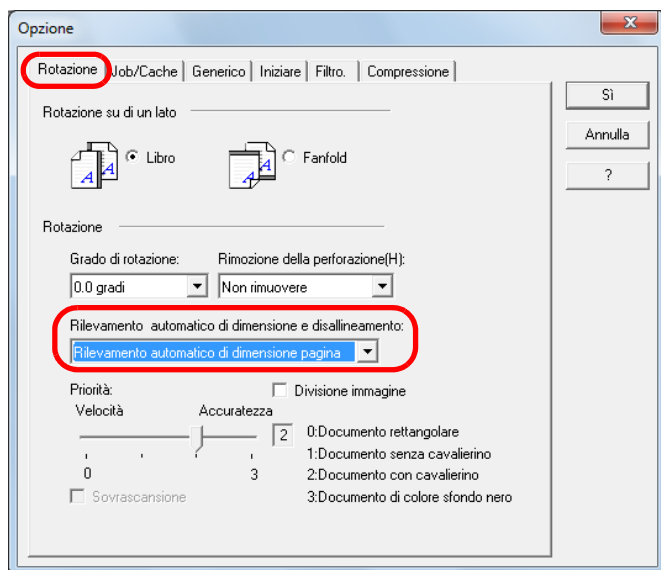 Opzione
Rotazione Job/Cache Generico Iniziare Filtro. Compressione
Sì
Annulla
?
Rotazione su di un lato
A A Libro A A Fanfold
Rotazione
Grado di rotazione: Rimozione della perforazione(H):
0.0 gradi Non rimuovere
Rilevamento automatico di dimensione e disallineamento:
Rilevamento automatico di dimensione pagina
Priorità: Divisione immagine
Velocità Accuratezza
2
0 3
0:Documento rettangolare
1:Documento senza cavalierino
2:Documento con cavalierino
3:Documento di colore sfondo nero
Sovrascansione